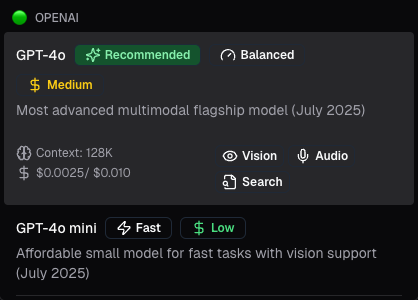 OPENAI
GPT-4o Recommended Balanced
Medium
Most advanced multimodal flagship model (July 2025)
Context: 128K
$0.0025/ $0.010
Vision Audio
Search
GPT-4o mini Fast Low
Affordable small model for fast tasks with vision support
(July 2025)